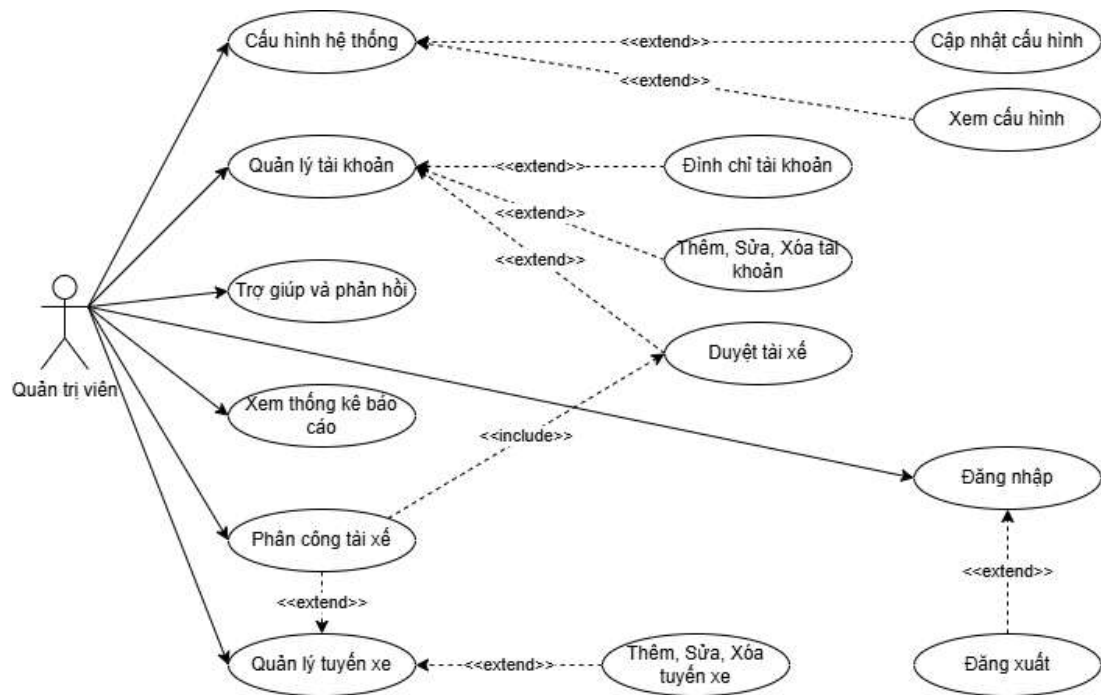 Cấu hình hệ thống
<<extend>>
Cập nhật cấu hình
<<extend>>
Xem cấu hình
Quản lý tài khoản
<<extend>>
Đình chỉ tài khoản
<<extend>>
Thêm, Sửa, Xóa tài
khoản
<<extend>>
Trợ giúp và phản hồi
Duyệt tài xế
Quản trị viên
Xem thống kê báo
cáo
<<include>>
Đăng nhập
Phân công tài xế
<<extend>>
<<extend>>
Quản lý tuyến xe
<<extend>>
Thêm, Sửa, Xóa
tuyến xe
Đăng xuất